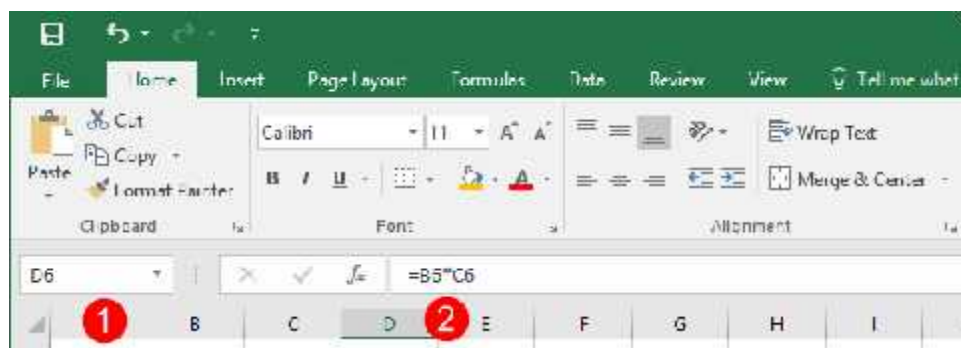 File Home Insert Page Layout Formulas Data Review View Tell me what
Cut
Calibri 11 A A Wrap Text
Copy
Paste
Format Painter B I U A Merge & Center
Clipboard Font Alignment
D6 fx =B6*C6
1 B C D 2 E F G H I